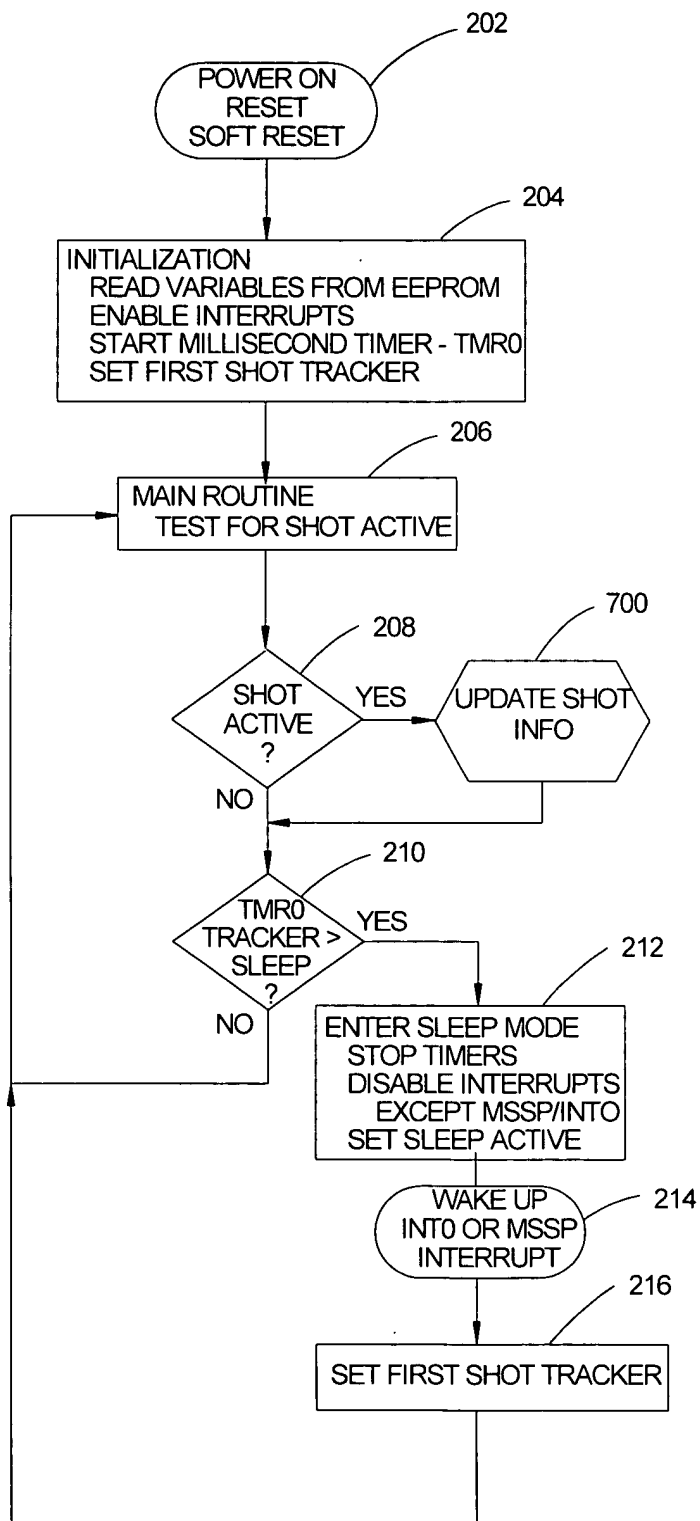 202
POWER ON
RESET
SOFT RESET
204
INITIALIZATION
READ VARIABLES FROM EEPROM
ENABLE INTERRUPTS
START MILLISECOND TIMER - TMR0
SET FIRST SHOT TRACKER
206
MAIN ROUTINE
TEST FOR SHOT ACTIVE
208
SHOT
ACTIVE
?
YES
NO
700
UPDATE SHOT
INFO
210
TMR0
TRACKER >
SLEEP
?
YES
NO
212
ENTER SLEEP MODE
STOP TIMERS
DISABLE INTERRUPTS
EXCEPT MSSP/INTO
SET SLEEP ACTIVE
214
WAKE UP
INT0 OR MSSP
INTERRUPT
216
SET FIRST SHOT TRACKER